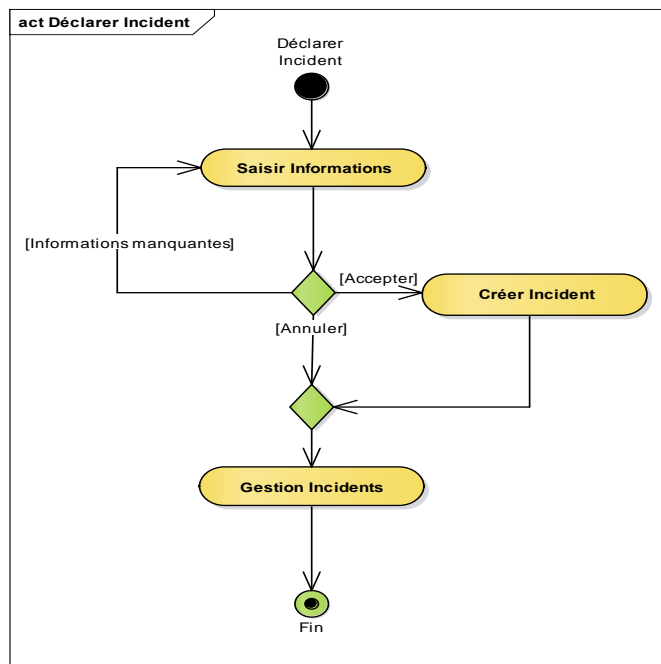 act Déclarer Incident
Déclarer
Incident
Saisir Informations
[Informations manquantes]
[Accepter]
Créer Incident
[Annuler]
Gestion Incidents
Fin